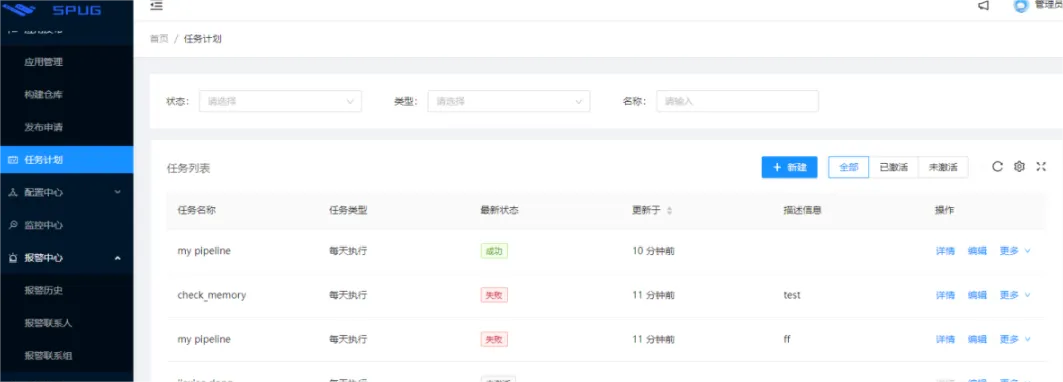 SPUG
管理员
首页 / 任务计划
应用管理
构建仓库
发布申请
任务计划
配置中心
监控中心
报警中心
报警历史
报警联系人
报警联系组
状态: 请选择 类型: 请选择 名称: 请输入
任务列表 + 新建 全部 已激活 未激活
任务名称 任务类型 最新状态 更新于 描述信息 操作
my pipeline 每天执行 成功 10 分钟前 详情 编辑 更多
check_memory 每天执行 失败 11 分钟前 test 详情 编辑 更多
my pipeline 每天执行 失败 11 分钟前 ff 详情 编辑 更多